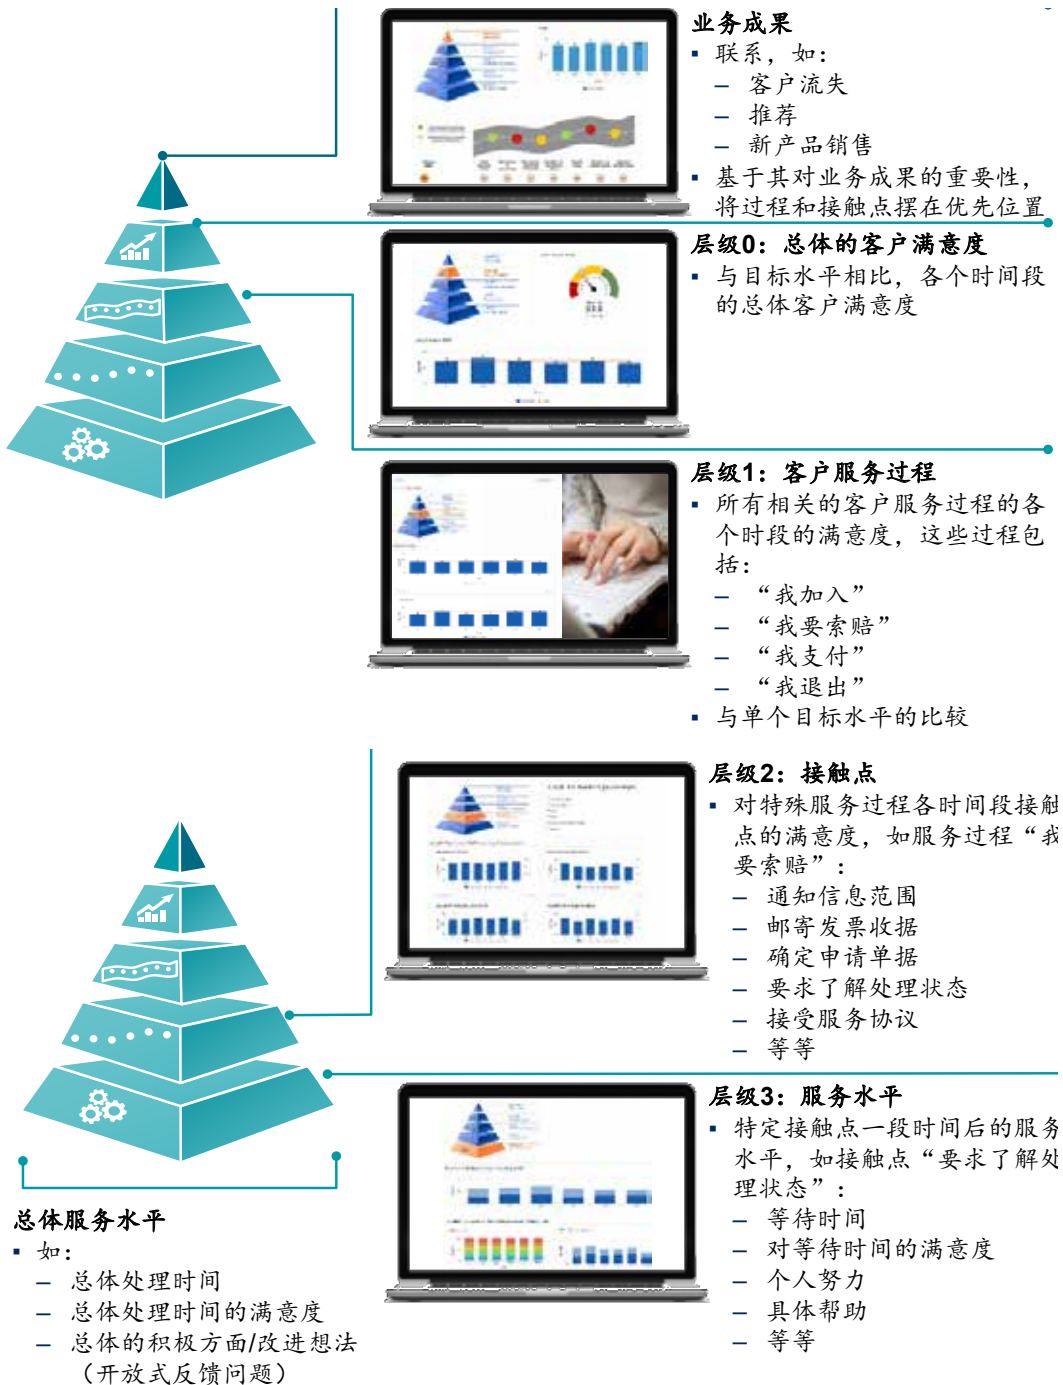 业务成果
▪ 联系，如：
– 客户流失
– 推荐
– 新产品销售
▪ 基于其对业务成果的重要性，
将过程和接触点摆在优先位置
层级0：总体的客户满意度
▪ 与目标水平相比，各个时间段
的总体客户满意度
层级1：客户服务过程
▪ 所有相关的客户服务过程的各
个时段的满意度，这些过程包
括：
– “我加入”
– “我要索赔”
– “我支付”
– “我退出”
▪ 与单个目标水平的比较
层级2：接触点
▪ 对特殊服务过程各时间段接触
点的满意度，如服务过程“我
要索赔”：
– 通知信息范围
– 邮寄发票收据
– 确定申请单据
– 要求了解处理状态
– 接受服务协议
– 等等
层级3：服务水平
▪ 特定接触点一段时间后的服务
水平，如接触点“要求了解处
理状态”：
– 等待时间
– 对等待时间的满意度
– 个人努力
– 具体帮助
– 等等
总体服务水平
▪ 如：
– 总体处理时间
– 总体处理时间的满意度
– 总体的积极方面/改进想法
（开放式反馈问题）